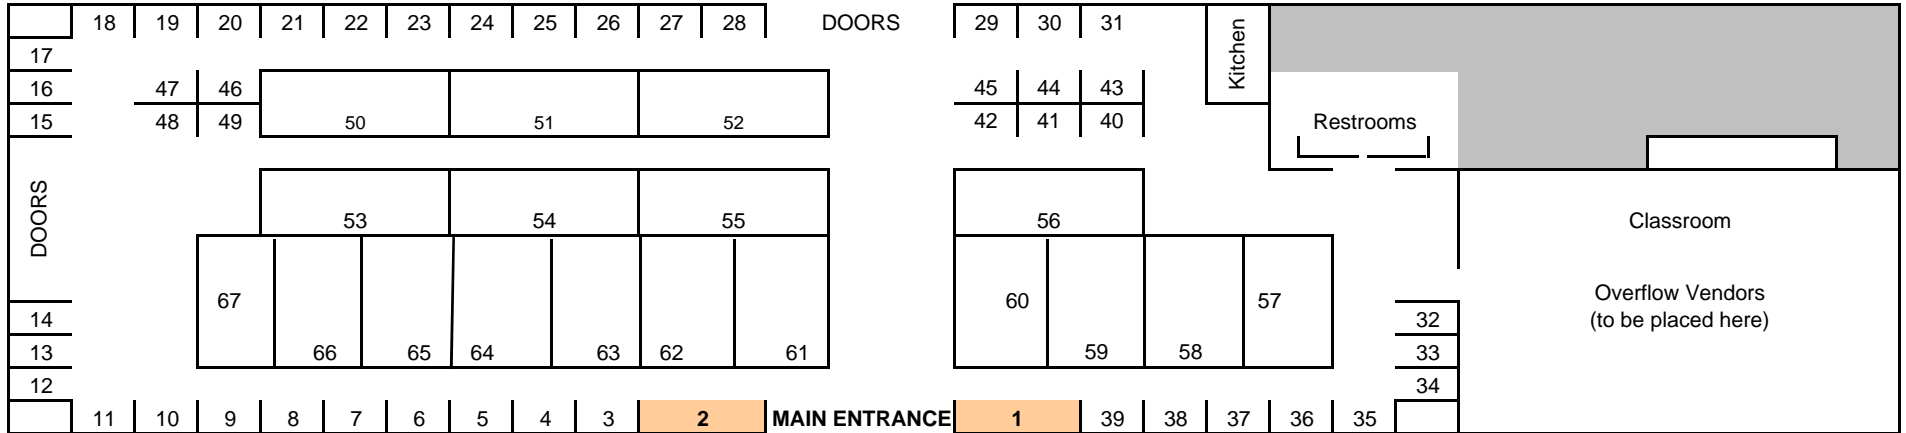 18 19 20 21 22 23 24 25 26 27 28 DOORS 29 30 31
Kitchen
17
16 47 46 45 44 43
15 48 49 50 51 52 42 41 40 Restrooms
DOORS
53 54 55 56 Classroom
67 60 57 Overflow Vendors
14 32 (to be placed here)
13 66 65 64 63 62 61 59 58 33
12 34
11 10 9 8 7 6 5 4 3 2 MAIN ENTRANCE 1 39 38 37 36 35